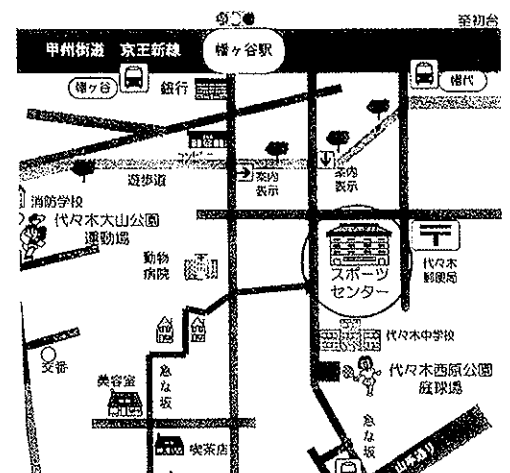 至初台
甲州街道 京王新線 幡ヶ谷駅
幡ヶ谷
銀行
幡代
コンビニ
案内
表示
案内
表示
遊歩道
消防学校
代々木大山公園
運動場
動物
病院
スポーツ
センター
代々木
郵便局
代々木中学校
交番
美容室
急な坂
代々木西原公園
庭球場
急な坂
喫茶店